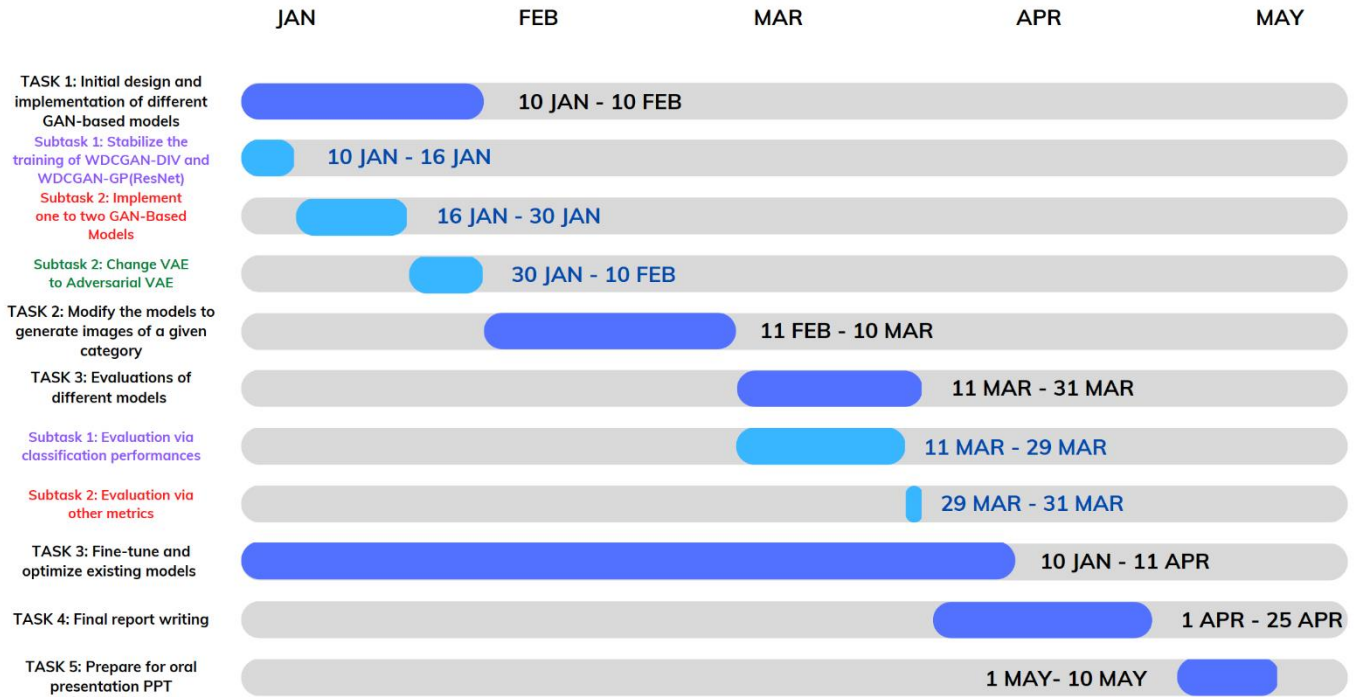 JAN FEB MAR APR MAY
TASK 1: Initial design and
implementation of different
GAN-based models
10 JAN - 10 FEB
Subtask 1: Stabilize the
training of WDCGAN-DIV and
WDCGAN-GP(ResNet)
10 JAN - 16 JAN
Subtask 2: Implement
one to two GAN-Based
Models
16 JAN - 30 JAN
Subtask 2: Change VAE
to Adversarial VAE
30 JAN - 10 FEB
TASK 2: Modify the models to
generate images of a given
category
11 FEB - 10 MAR
TASK 3: Evaluations of
different models
11 MAR - 31 MAR
Subtask 1: Evaluation via
classification performances
11 MAR - 29 MAR
Subtask 2: Evaluation via
other metrics
29 MAR - 31 MAR
TASK 3: Fine-tune and
optimize existing models
10 JAN - 11 APR
TASK 4: Final report writing
1 APR - 25 APR
TASK 5: Prepare for oral
presentation PPT
1 MAY- 10 MAY